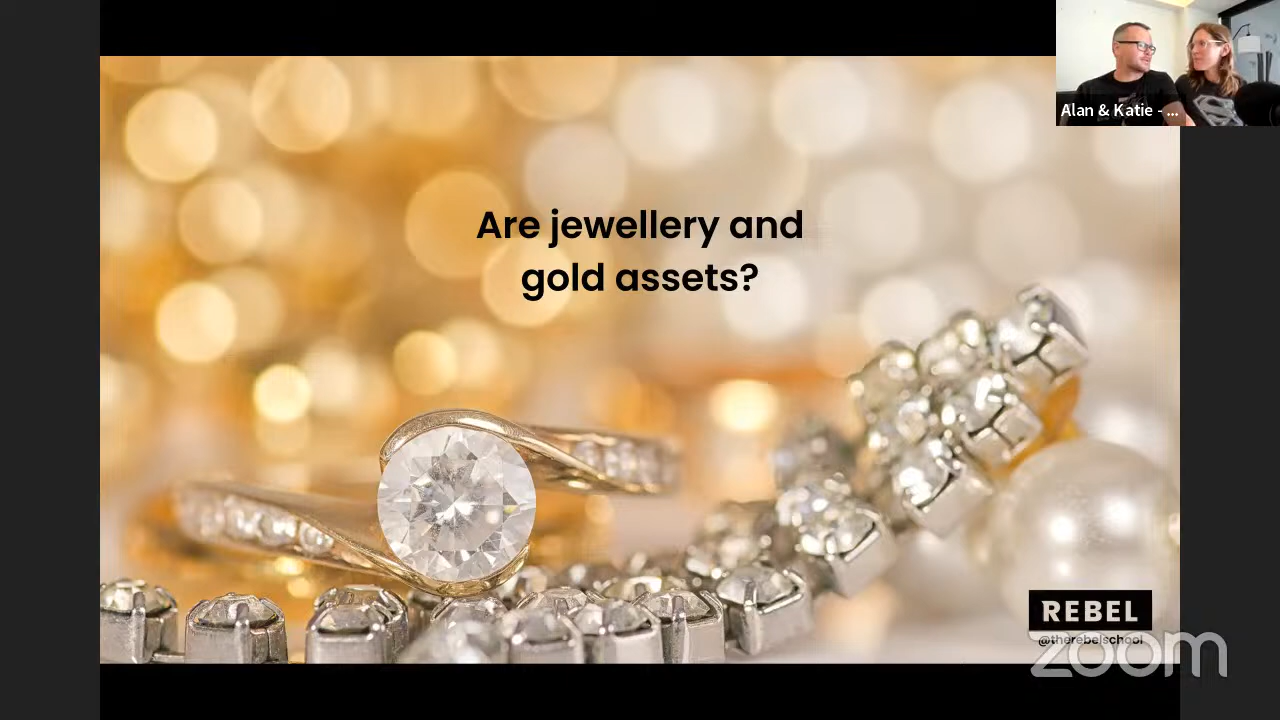 Alan & Katie - ...
Are jewellery and
gold assets?
REBEL
@therebelschool
zoom